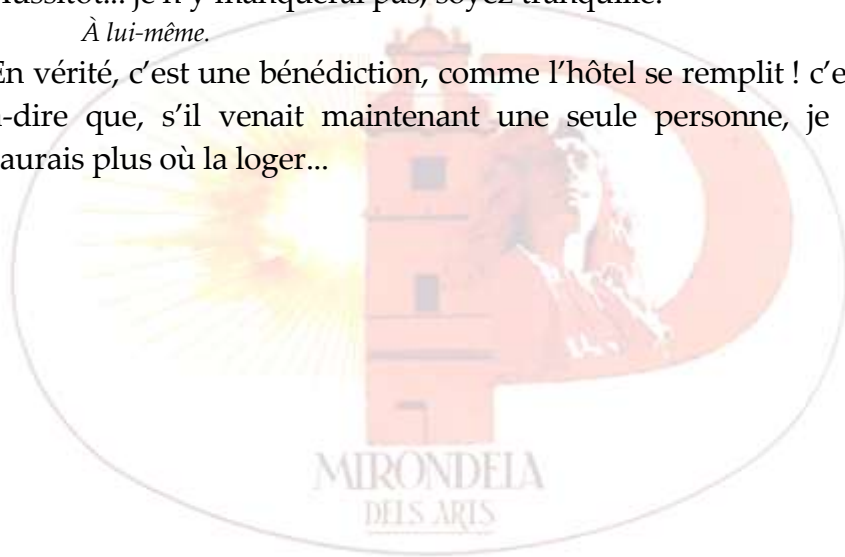 Aussitôt... je n'y manquerai pas, soyez tranquille.
À lui-même.
En vérité, c'est une bénédiction, comme l'hôtel se remplit ! c'e
-dire que, s'il venait maintenant une seule personne, je
aurais plus où la loger...
MIRONDELA
DELS ARTS